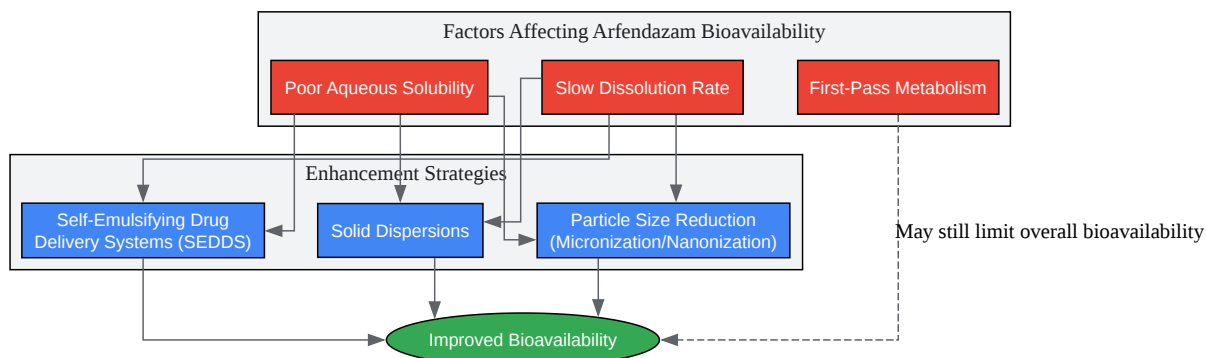 Factors Affecting Arfendazam Bioavailability
Poor Aqueous Solubility
Slow Dissolution Rate
First-Pass Metabolism
Enhancement Strategies
Self-Emulsifying Drug
Delivery Systems (SEDDS)
Solid Dispersions
Particle Size Reduction
(Micronization/Nanonization)
May still limit overall bioavailability
Improved Bioavailability